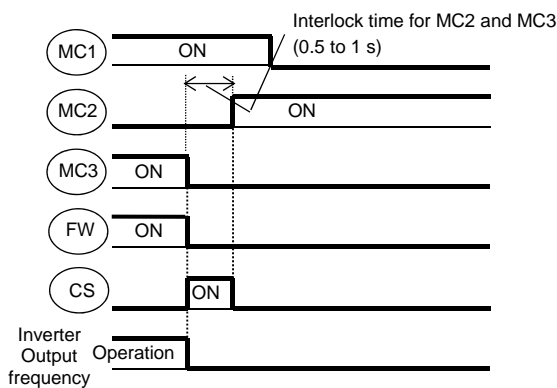 Interlock time for MC2 and MC3
(0.5 to 1 s)
MC1
ON
MC2
ON
MC3
ON
FW
ON
CS
ON
Inverter
Output
frequency
Operation